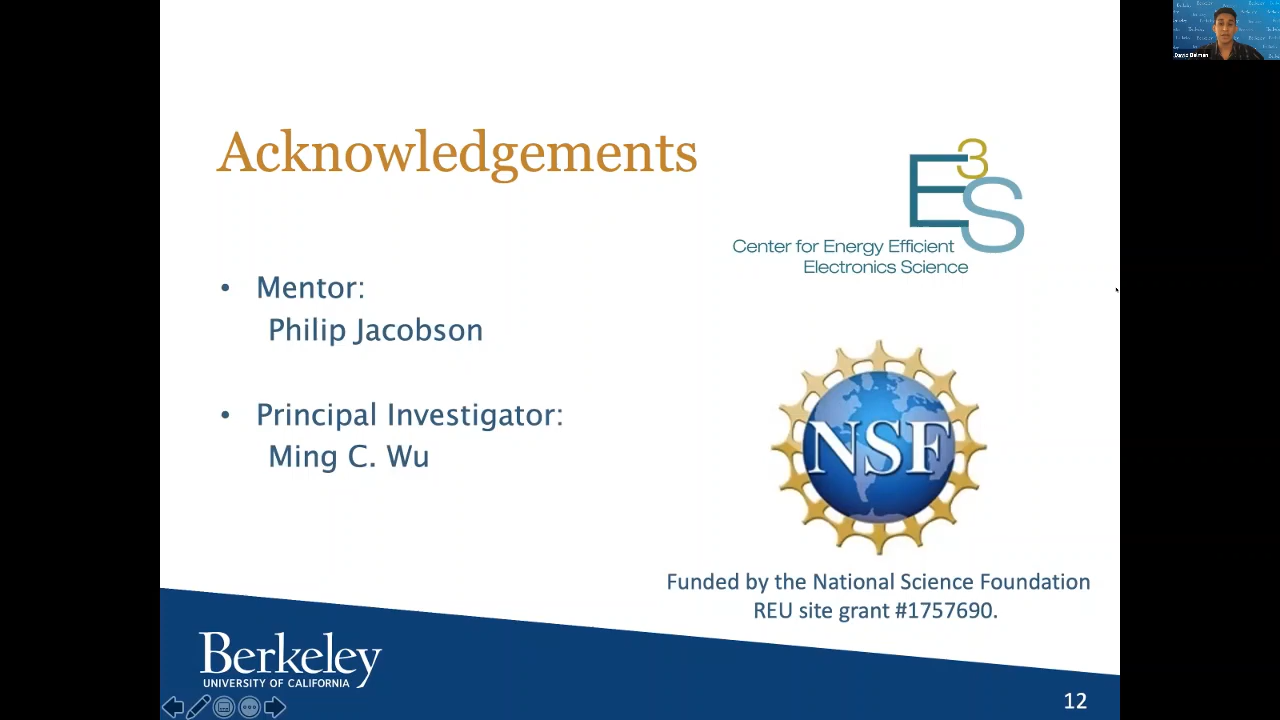 Acknowledgements
E3S
Center for Energy Efficient
Electronics Science
• Mentor:
Philip Jacobson
• Principal Investigator:
Ming C. Wu
NSF
Funded by the National Science Foundation
REU site grant #1757690.
Berkeley
UNIVERSITY OF CALIFORNIA
12